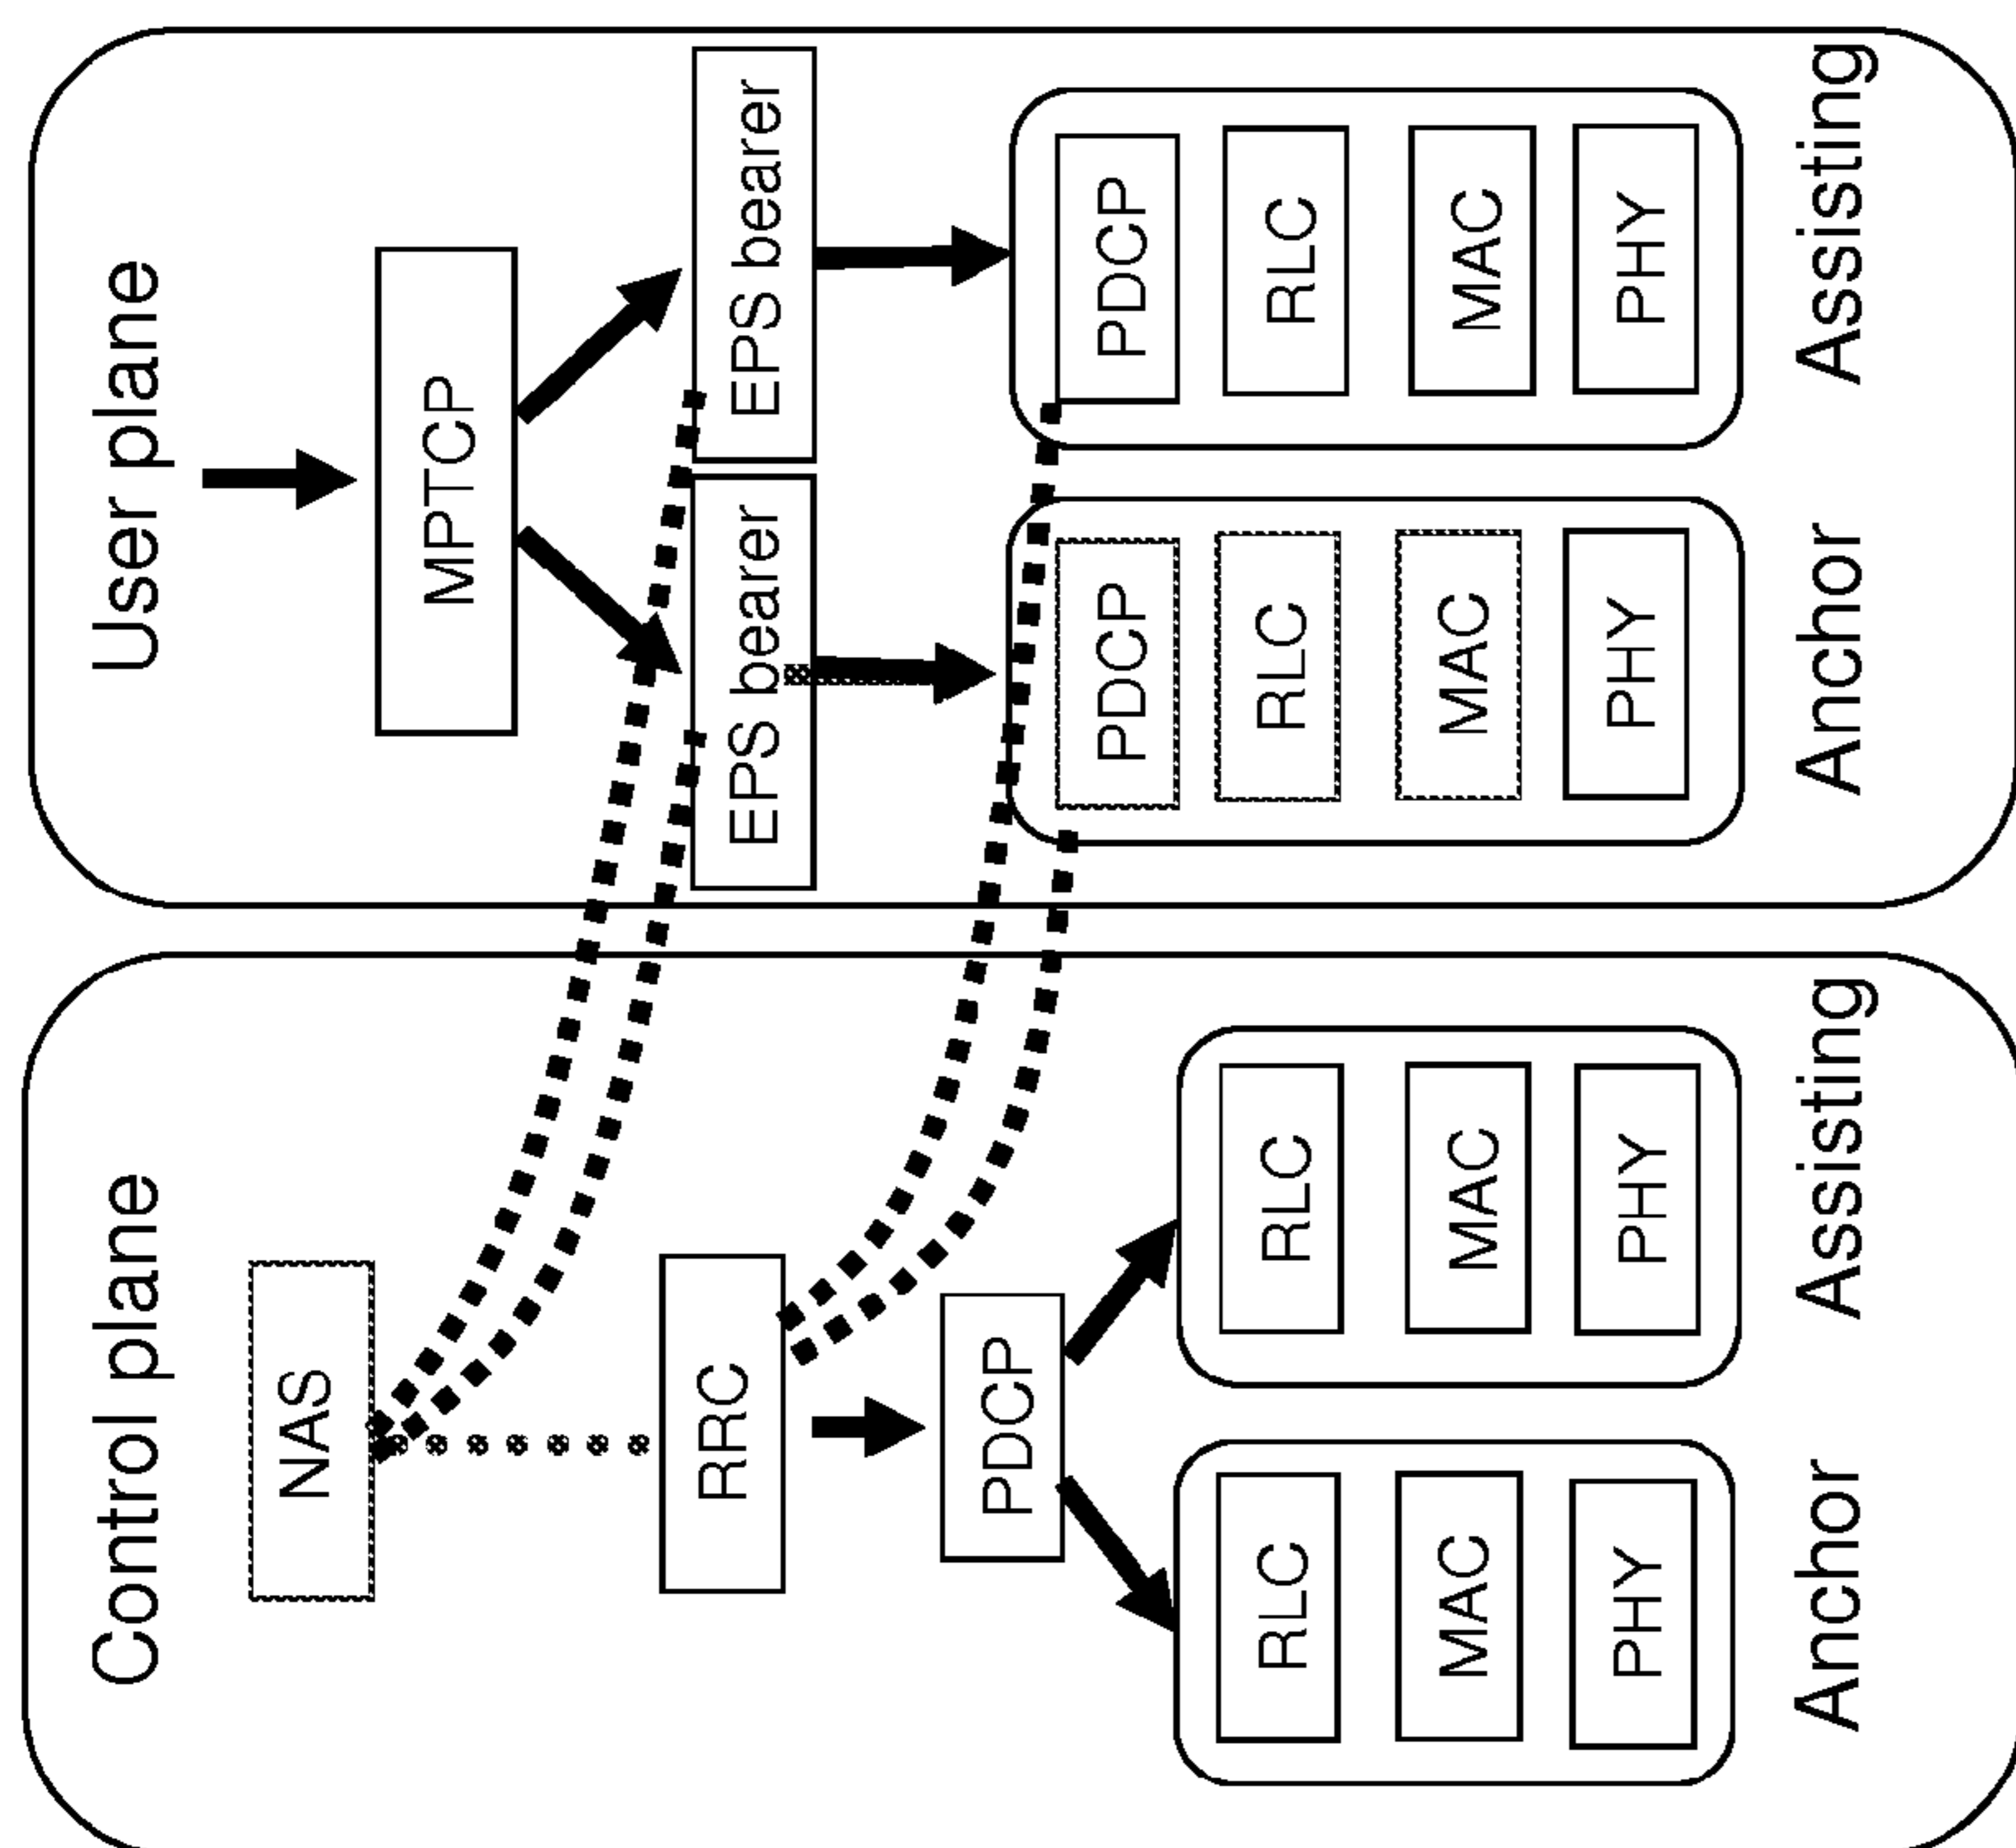 Control plane
NAS
RRC
PDCP
RLC
MAC
PHY
Anchor
RLC
MAC
PHY
Assisting
User plane
MPTCP
EPS bearer
EPS bearer
PDCP
RLC
MAC
PHY
Anchor
PDCP
RLC
MAC
PHY
Assisting